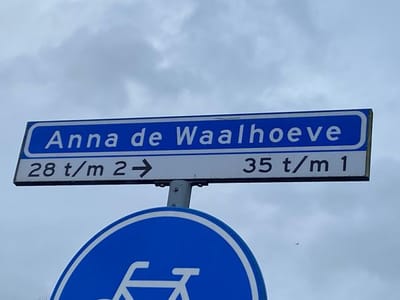 Anna de Waalhoeve
28 t/m 2→ 35 t/m 1